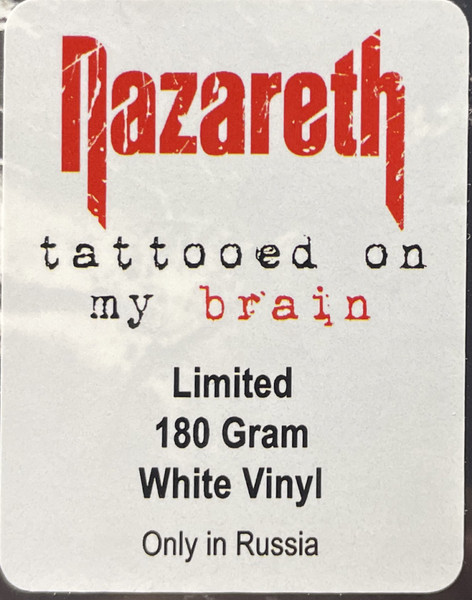 Nazareth
tattooed on
my brain
Limited
180 Gram
White Vinyl
Only in Russia